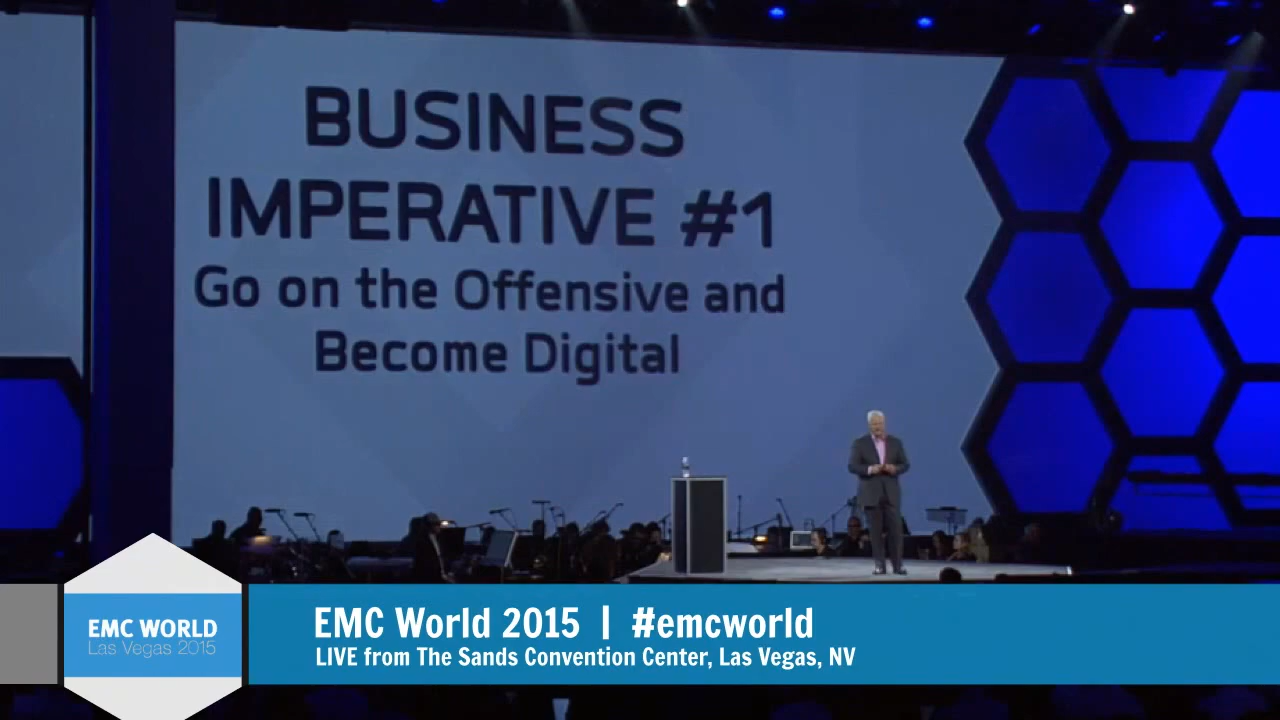 BUSINESS
IMPERATIVE #1
Go on the Offensive and
Become Digital
EMC WORLD
Las Vegas 2015
EMC World 2015 | #emcworld
LIVE from The Sands Convention Center, Las Vegas, NV